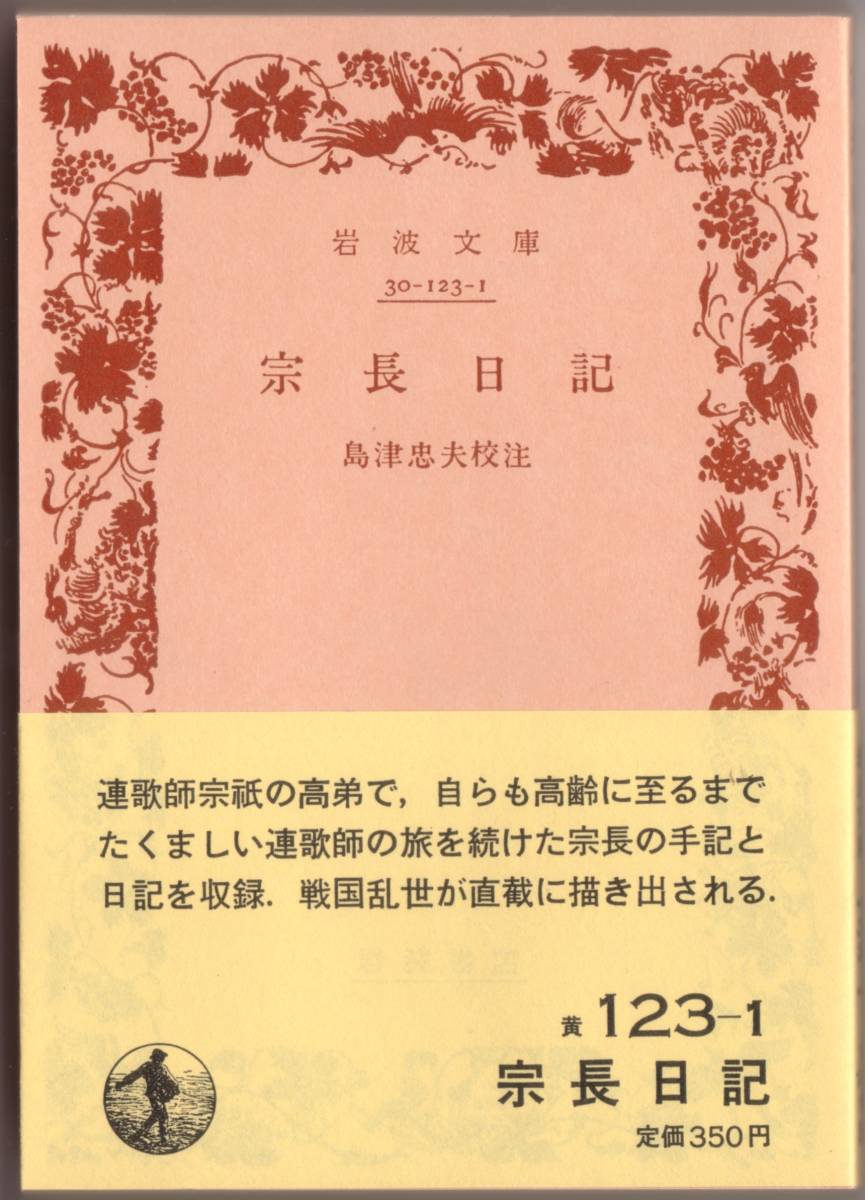 岩波文庫
30-123-1
宗長日記
島津忠夫校注
連歌師宗祇の高弟で，自らも高齢に至るまで
たくましい連歌師の旅を続けた宗長の手記と
日記を収録．戦国乱世が直截に描き出される．
黄 123-1
宗長日記
定価350円